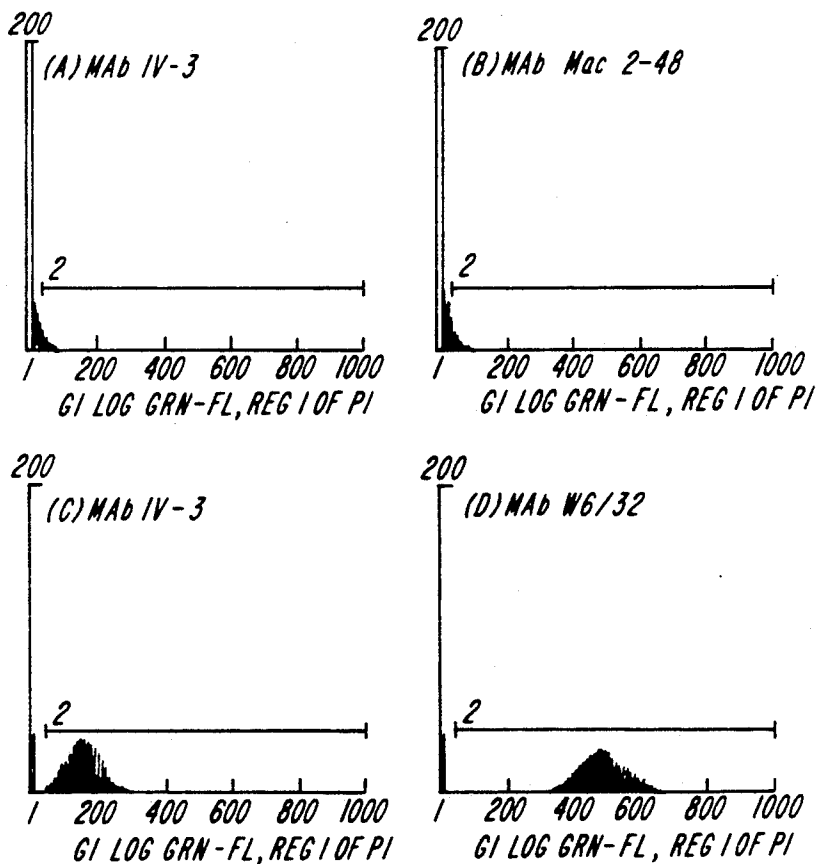 200
(A) MAb IV-3
2
1 200 400 600 800 1000
G1 LOG GRN-FL, REG 1 OF P1
200
(B) MAb Mac 2-48
2
1 200 400 600 800 1000
G1 LOG GRN-FL, REG 1 OF P1
200
(C) MAb IV-3
2
1 200 400 600 800 1000
G1 LOG GRN-FL, REG 1 OF P1
200
(D) MAb W6/32
2
1 200 400 600 800 1000
G1 LOG GRN-FL, REG 1 OF P1